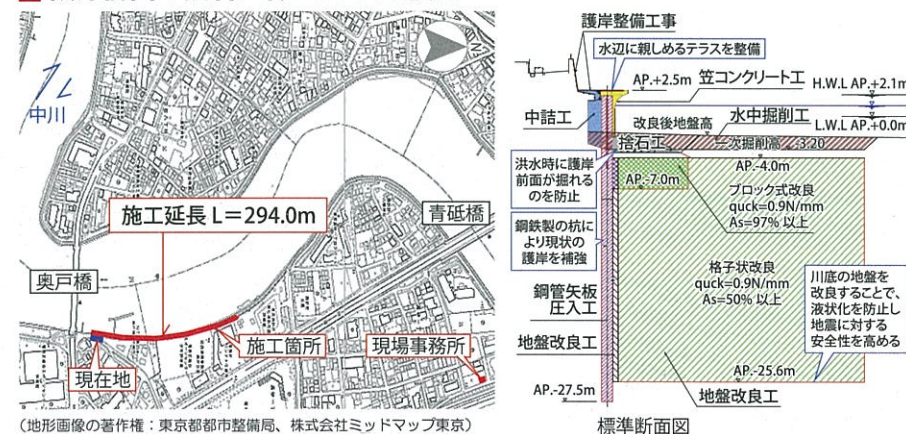 中川
施工延長 L＝294.0m
青砥橋
奥戸橋
施工箇所
現場事務所
現在地
N
（地形画像の著作権：東京都都市整備局、株式会社ミッドマップ東京）
護岸整備工事
水辺に親しめるテラスを整備
AP.+2.5m
笠コンクリート工
H.W.L AP.+2.1m
中詰工
改良後地盤高
水中掘削工
L.W.L AP.+0.0m
捨石工
一次掘削高 -3.20
AP.-4.0m
洪水時に護岸
前面が掘れる
のを防止
AP.-7.0m
ブロック式改良
quck=0.9N/mm
As=97% 以上
鋼鉄製の杭に
より現状の
護岸を補強
格子状改良
quck=0.9N/mm
As=50% 以上
川底の地盤を
改良することで、
液状化を防止し
地震に対する
安全性を高める
鋼管矢板
圧入工
地盤改良工
AP.-25.6m
AP.-27.5m
地盤改良工
標準断面図